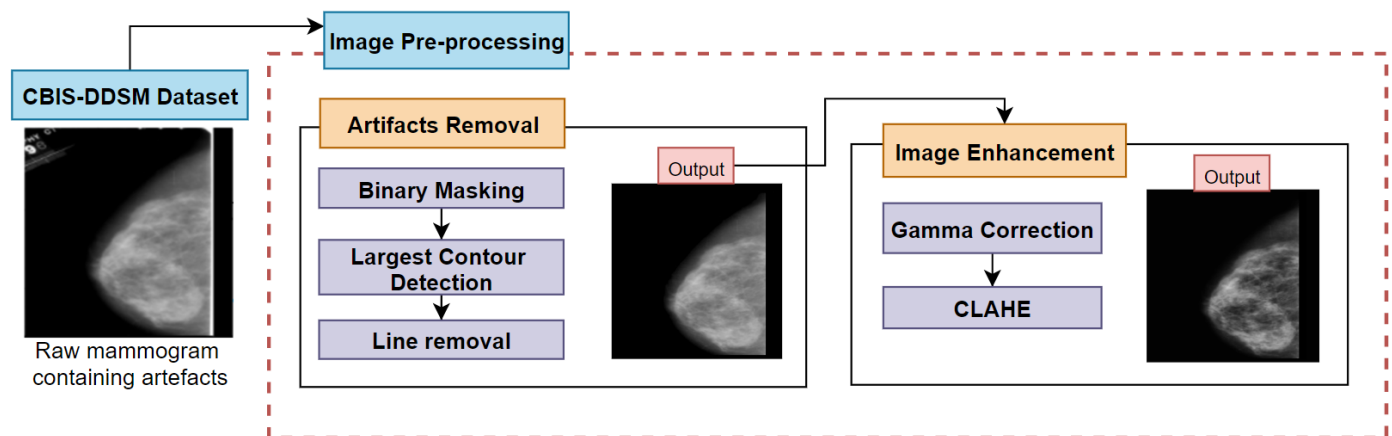 Image Pre-processing
CBIS-DDSM Dataset
Raw mammogram
containing artefacts
Artifacts Removal
Binary Masking
Largest Contour
Detection
Line removal
Output
Image Enhancement
Gamma Correction
CLAHE
Output